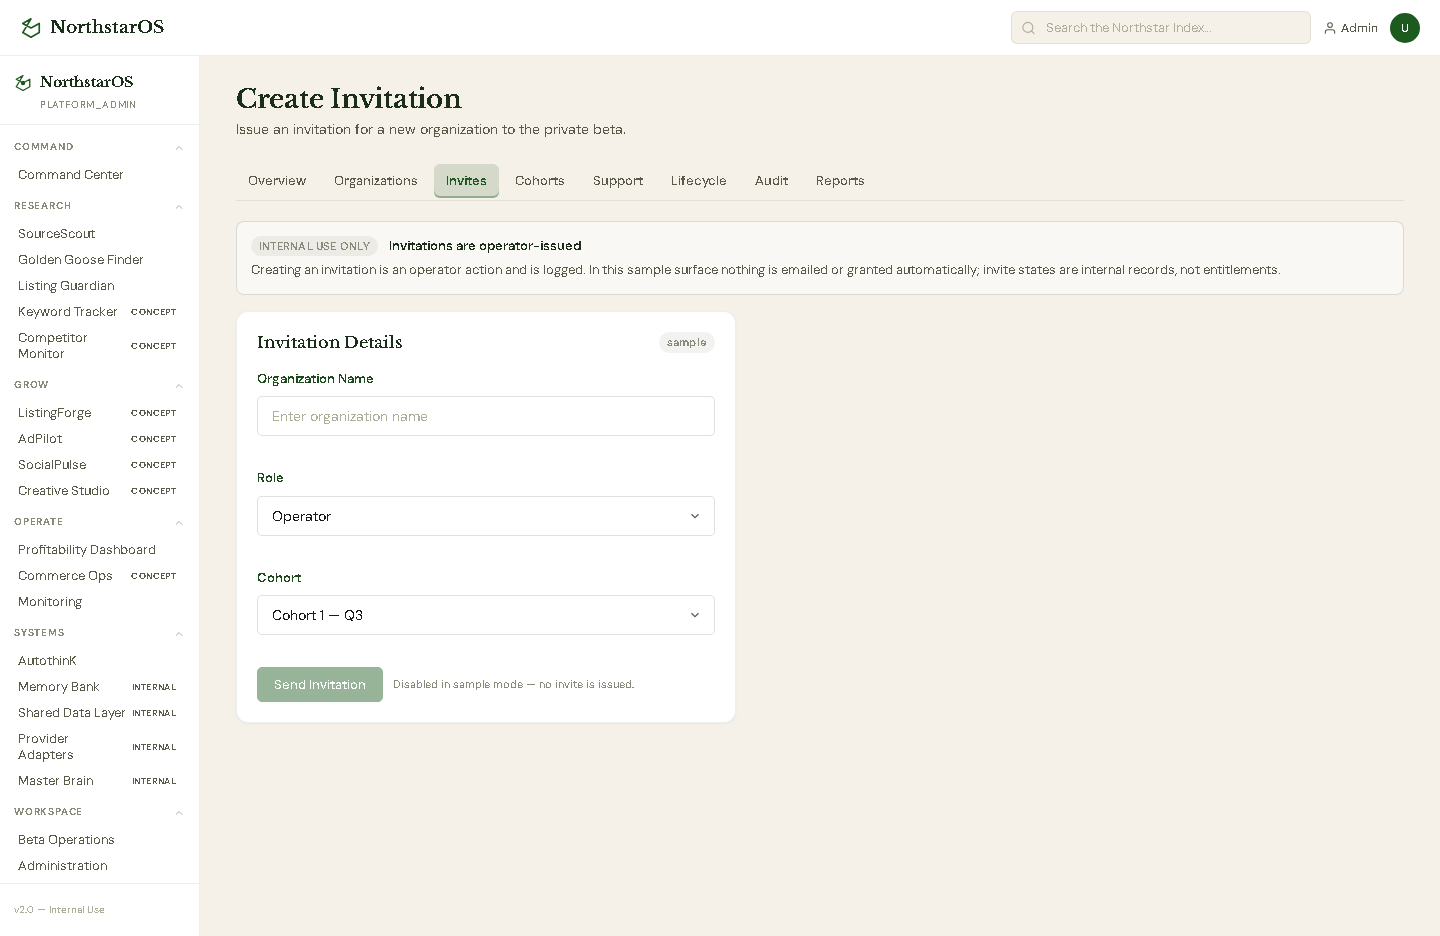 NorthstarOS
Search the Northstar Index...
Admin
U
NorthstarOS
PLATFORM_ADMIN
COMMAND
Command Center
RESEARCH
SourceScout
Golden Goose Finder
Listing Guardian
Keyword Tracker CONCEPT
Competitor Monitor CONCEPT
GROW
ListingForge CONCEPT
AdPilot CONCEPT
SocialPulse CONCEPT
Creative Studio CONCEPT
OPERATE
Profitability Dashboard
Commerce Ops CONCEPT
Monitoring
SYSTEMS
AutothinK
Memory Bank INTERNAL
Shared Data Layer INTERNAL
Provider Adapters INTERNAL
Master Brain INTERNAL
WORKSPACE
Beta Operations
Administration
v2.0 — Internal Use
Create Invitation
Issue an invitation for a new organization to the private beta.
Overview Organizations Invites Cohorts Support Lifecycle Audit Reports
INTERNAL USE ONLY Invitations are operator-issued
Creating an invitation is an operator action and is logged. In this sample surface nothing is emailed or granted automatically; invite states are internal records, not entitlements.
Invitation Details sample
Organization Name
Enter organization name
Role
Operator
Cohort
Cohort 1 — Q3
Send Invitation Disabled in sample mode — no invite is issued.